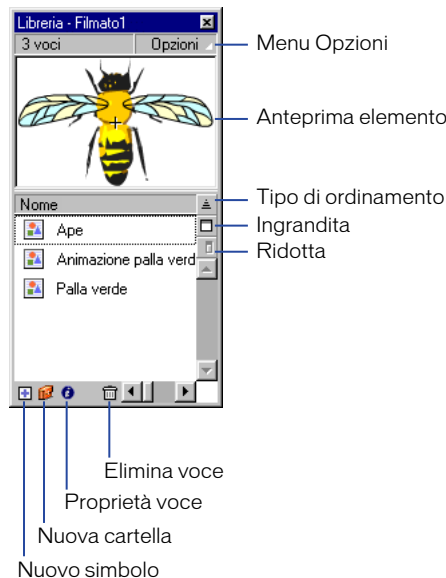 Libreria - Filmato1
3 voci Opzioni
Menu Opzioni
Anteprima elemento
Nome
Tipo di ordinamento
Ingrandita
Ridotta
Ape
Animazione palla verd
Palla verde
Elimina voce
Proprietà voce
Nuova cartella
Nuovo simbolo